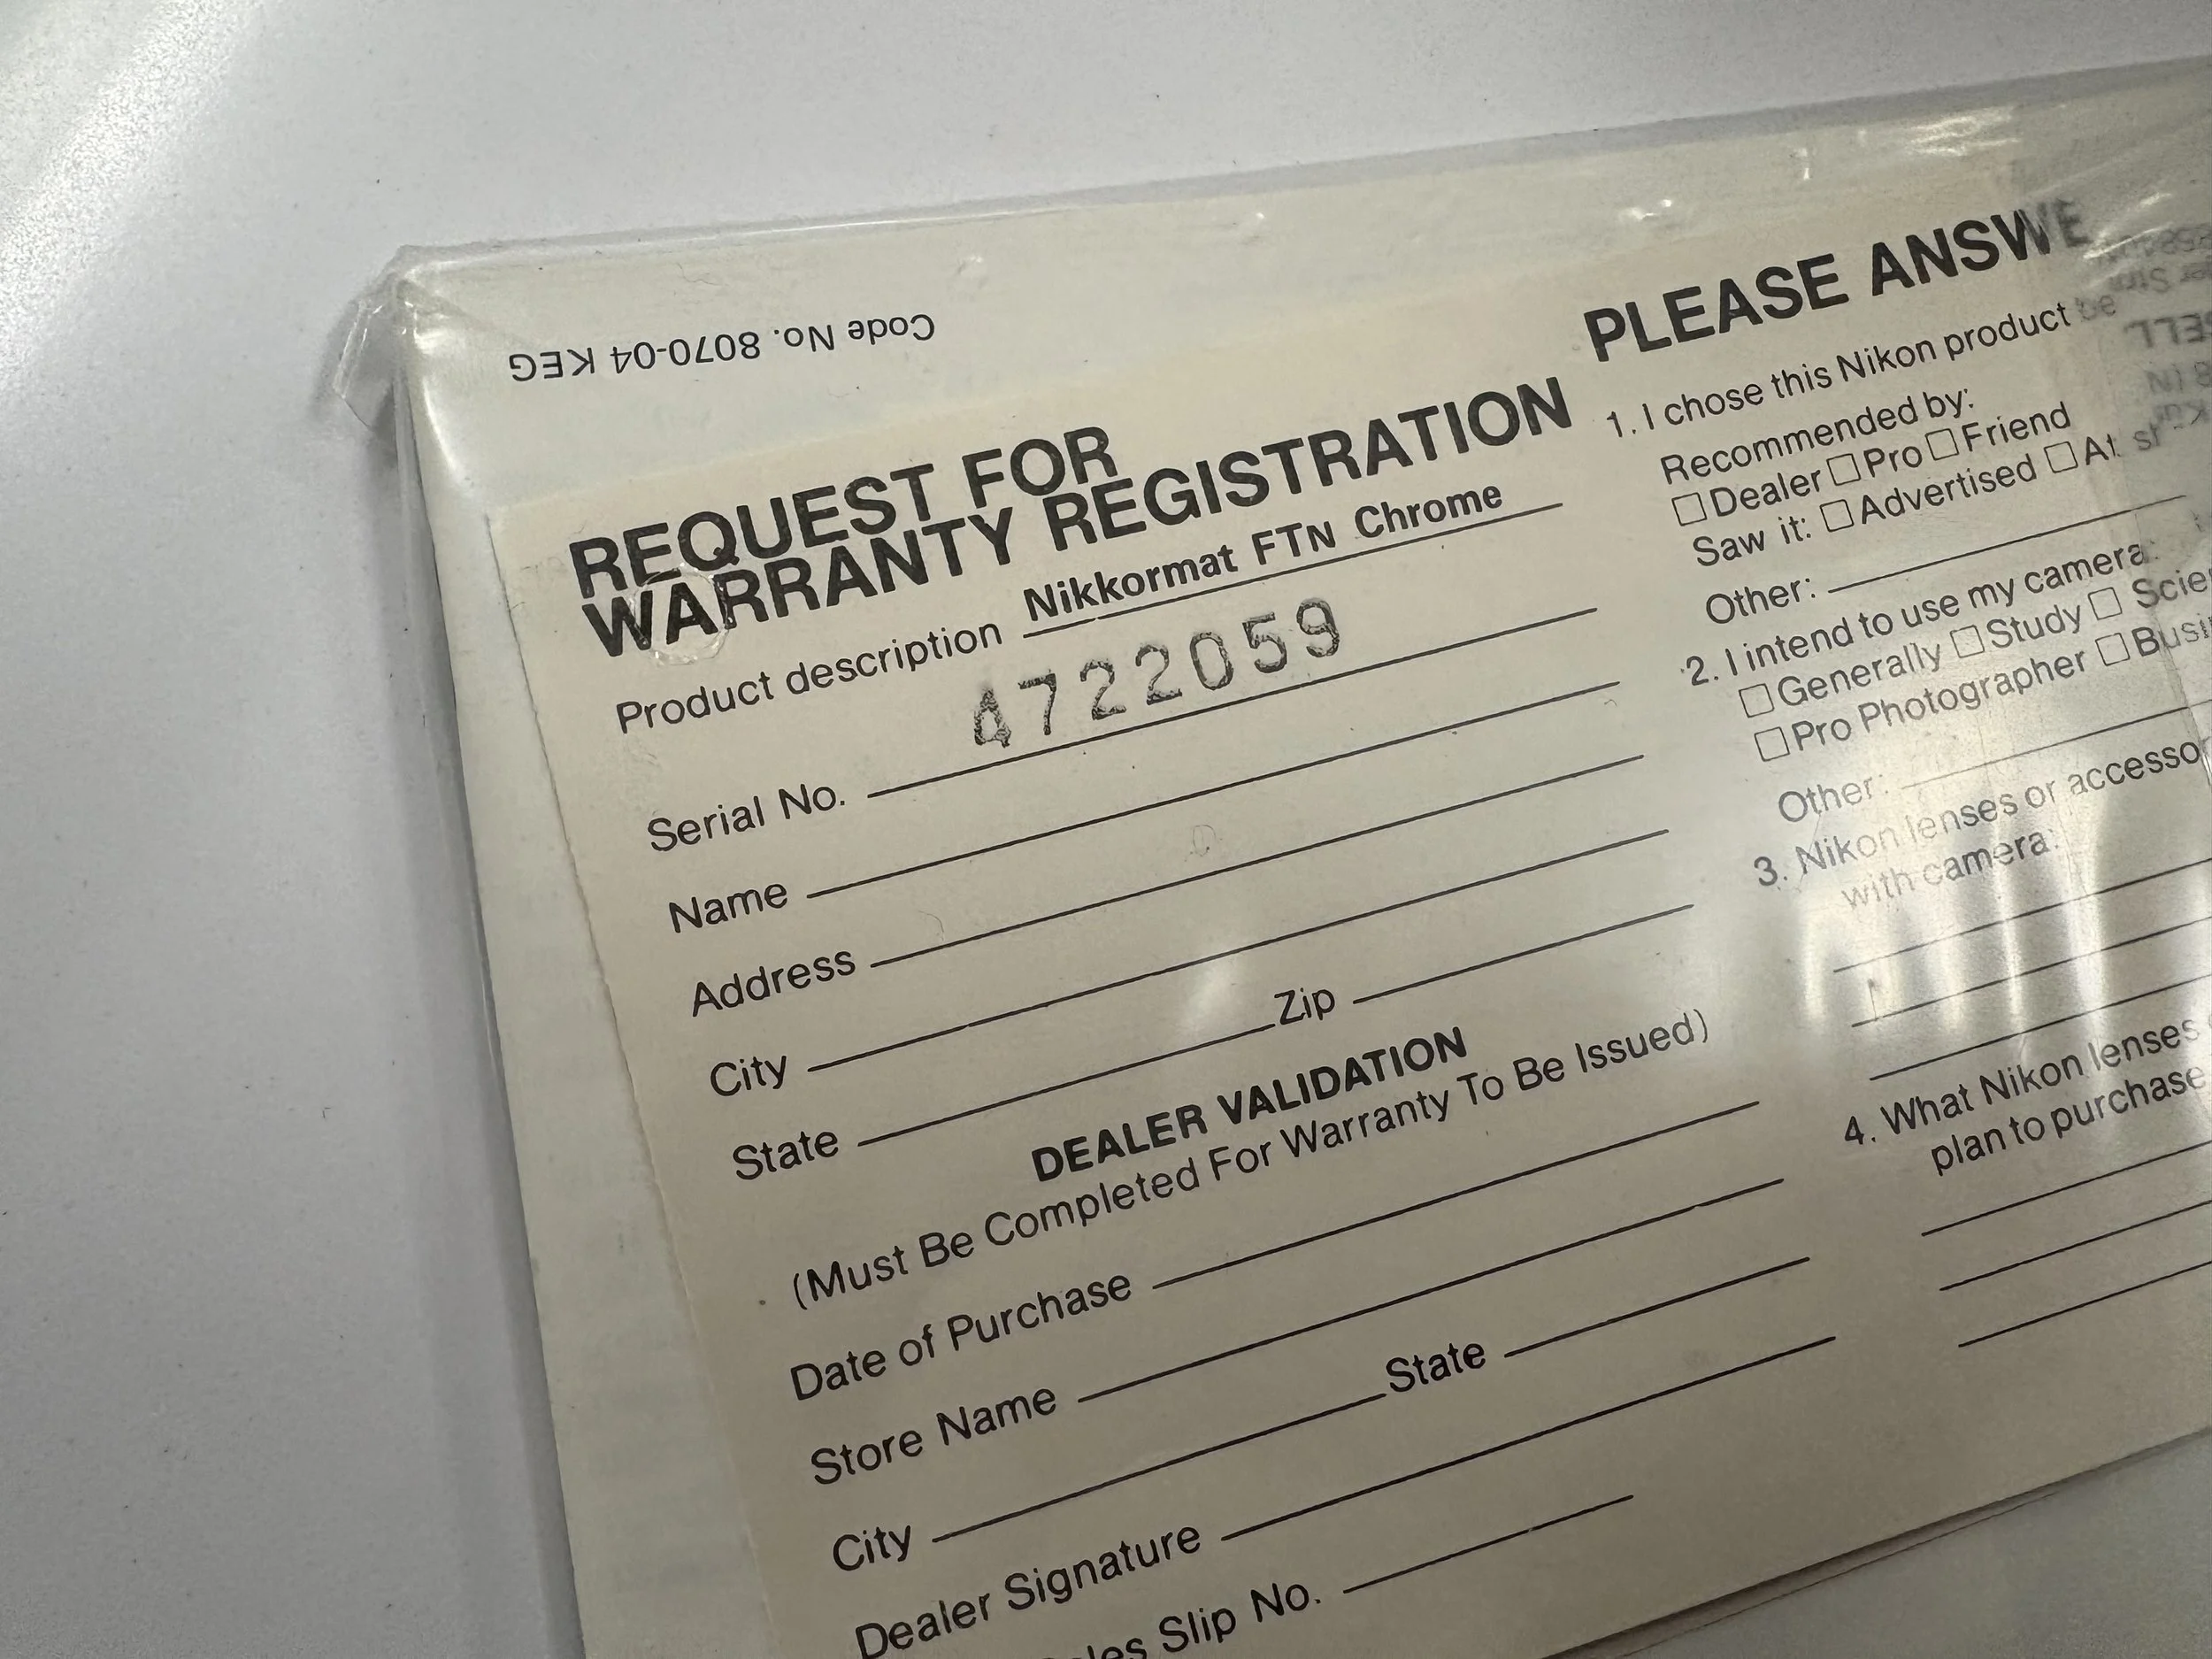 Code No. 8070-04 KEG
REQUEST FOR
WARRANTY REGISTRATION
Product description Nikkormat FTN Chrome
Serial No. 4722059
Name
Address
City
State Zip
DEALER VALIDATION
(Must Be Completed For Warranty To Be Issued)
Date of Purchase
Store Name
City State
Dealer Signature
Slip No.
PLEASE ANSWE
1. I chose this Nikon product
Recommended by:
☐ Dealer ☐ Pro ☐ Friend
Saw it: ☐ Advertised ☐ At
Other:
2. I intend to use my camera:
☐ Generally ☐ Study ☐ Scie
☐ Pro Photographer ☐ Busi
Other:
3. Nikon lenses or accessor
with camera:
4. What Nikon lenses
plan to purchase